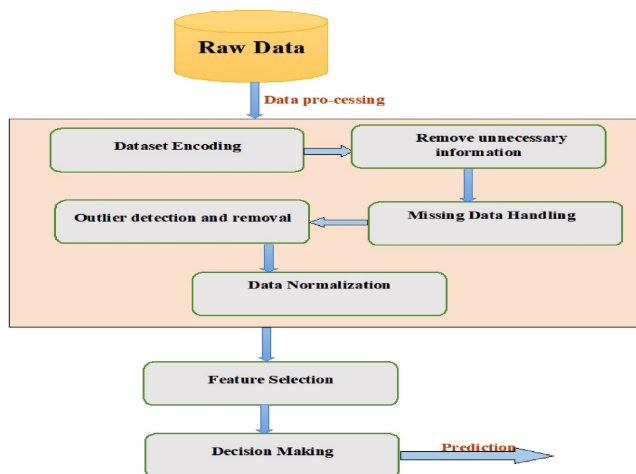 Raw Data
Data pro-cessing
Dataset Encoding
Remove unnecessary
information
Missing Data Handling
Outlier detection and removal
Data Normalization
Feature Selection
Decision Making
Prediction